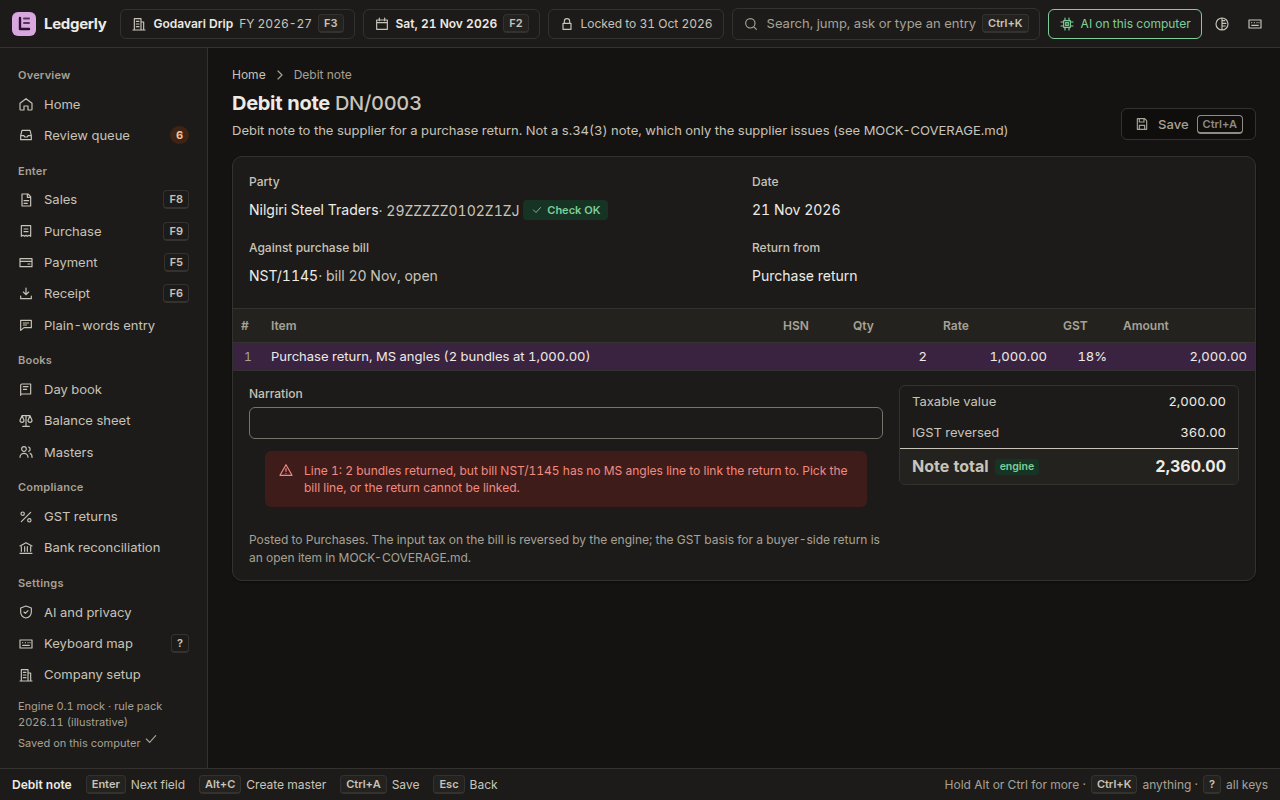 Ledgerly
Godavari Drip FY 2026-27 F3
Sat, 21 Nov 2026 F2
Locked to 31 Oct 2026
Search, jump, ask or type an entry Ctrl+K
AI on this computer
Overview
Home
Review queue 6
Enter
Sales F8
Purchase F9
Payment F5
Receipt F6
Plain-words entry
Books
Day book
Balance sheet
Masters
Compliance
GST returns
Bank reconciliation
Settings
AI and privacy
Keyboard map ?
Company setup
Engine 0.1 mock · rule pack
2026.11 (illustrative)
Saved on this computer
Home > Debit note
Debit note DN/0003
Debit note to the supplier for a purchase return. Not a s.34(3) note, which only the supplier issues (see MOCK-COVERAGE.md)
Save Ctrl+A
Party
Nilgiri Steel Traders· 29ZZZZZ0102Z1ZJ Check OK
Date
21 Nov 2026
Against purchase bill
NST/1145· bill 20 Nov, open
Return from
Purchase return
# Item HSN Qty Rate GST Amount
1 Purchase return, MS angles (2 bundles at 1,000.00) 2 1,000.00 18% 2,000.00
Narration
Line 1: 2 bundles returned, but bill NST/1145 has no MS angles line to link the return to. Pick the
bill line, or the return cannot be linked.
Posted to Purchases. The input tax on the bill is reversed by the engine; the GST basis for a buyer-side return is
an open item in MOCK-COVERAGE.md.
Taxable value 2,000.00
IGST reversed 360.00
Note total engine 2,360.00
Debit note Enter Next field Alt+C Create master Ctrl+A Save Esc Back
Hold Alt or Ctrl for more · Ctrl+K anything · ? all keys